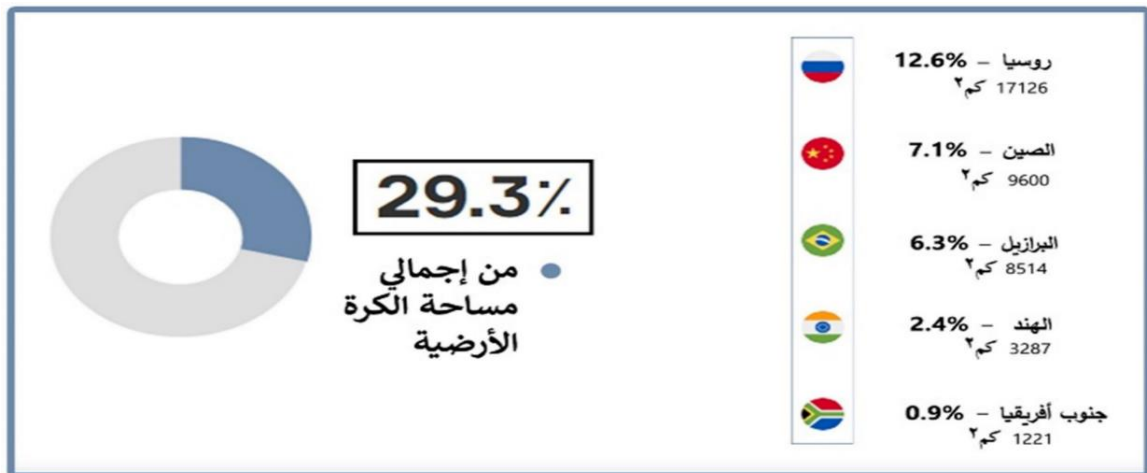 روسيا – 12.6%
17126 كم٢
الصين – 7.1%
9600 كم٢
البرازيل – 6.3%
8514 كم٢
الهند – 2.4%
3287 كم٢
جنوب أفريقيا – 0.9%
1221 كم٢
29.3٪
• من إجمالي
مساحة الكرة
الأرضية